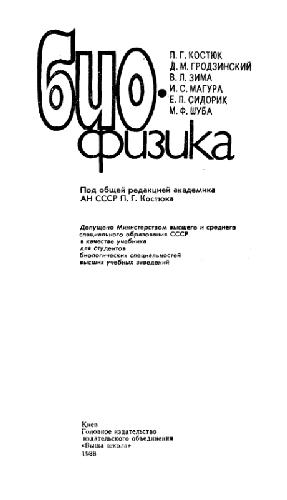 био·
физика
П. Г. КОСТЮК
Д. М. ГРОДЗИНСКИЙ
В. Л. ЗИМА
И. С. МАГУРА
Е. П. СИДОРИК
М. Ф. ШУБА
Под общей редакцией академика
АН СССР П. Г. Костюка
Допущено Министерством высшего и среднего
специального образования СССР
в качестве учебника
для студентов
биологических специальностей
высших учебных заведений
Киев
Головное издательство
издательского объединения
«Выща школа»
1988